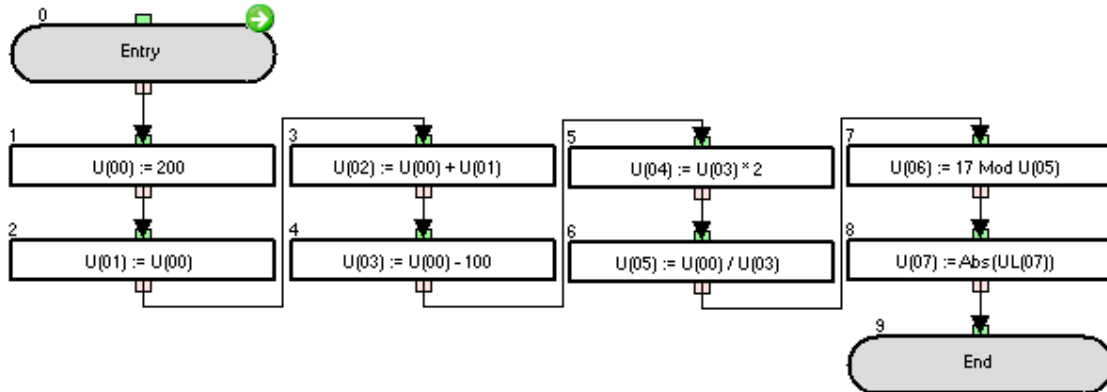 0
Entry
1
U(00) := 200
2
U(01) := U(00)
3
U(02) := U(00) + U(01)
4
U(03) := U(00) - 100
5
U(04) := U(03) * 2
6
U(05) := U(00) / U(03)
7
U(06) := 17 Mod U(05)
8
U(07) := Abs(UL(07))
9
End